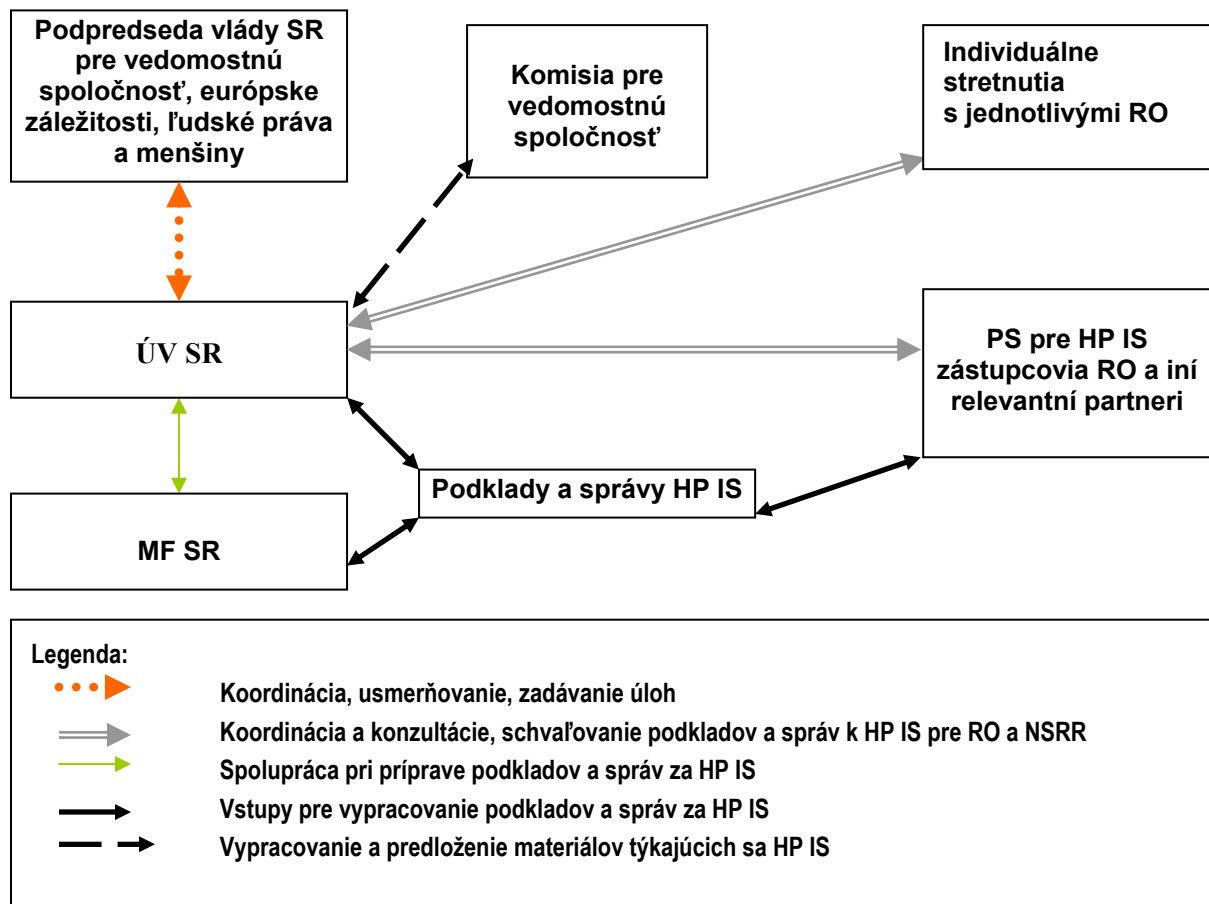 Podpredseda vlády SR
pre vedomostnú
spoločnosť, európske
záležitosti, ľudské práva
a menšiny
Komisia pre
vedomostnú
spoločnosť
Individuálne
stretnutia
s jednotlivými RO
ÚV SR
PS pre HP IS
zástupcovia RO a iní
relevantní partneri
Podklady a správy HP IS
MF SR
Legenda:
Koordinácia, usmerňovanie, zadávanie úloh
Koordinácia a konzultácie, schvaľovanie podkladov a správ k HP IS pre RO a NSRR
Spolupráca pri príprave podkladov a správ za HP IS
Vstupy pre vypracovanie podkladov a správ za HP IS
Vypracovanie a predloženie materiálov týkajúcich sa HP IS